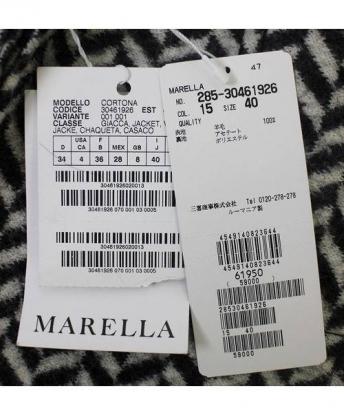 MODELLO CORTONA
CODICE 30461926 EST
VARIANTE 001 001
CLASSE GIACCA, JACKET, V
JACKE, CHAQUETA, CASACO
D USA F B MEX GB I J
34 4 36 28 8 40
30461926020013
30461926 070 001 030 0005
30461926020013
30461926 070 001 03 0005
MARELLA
47
MARELLA
NO. 285-30461926
COL. 15 SIZE 40
QUALITY
表地 羊毛 100%
裏地 アセテート
ポリエステル
三喜商事株式会社 Tel 0120-278-278
ルーマニア製
4549140823644
4549140823644
61950
( 59000 )
28530461926
15 40
59000